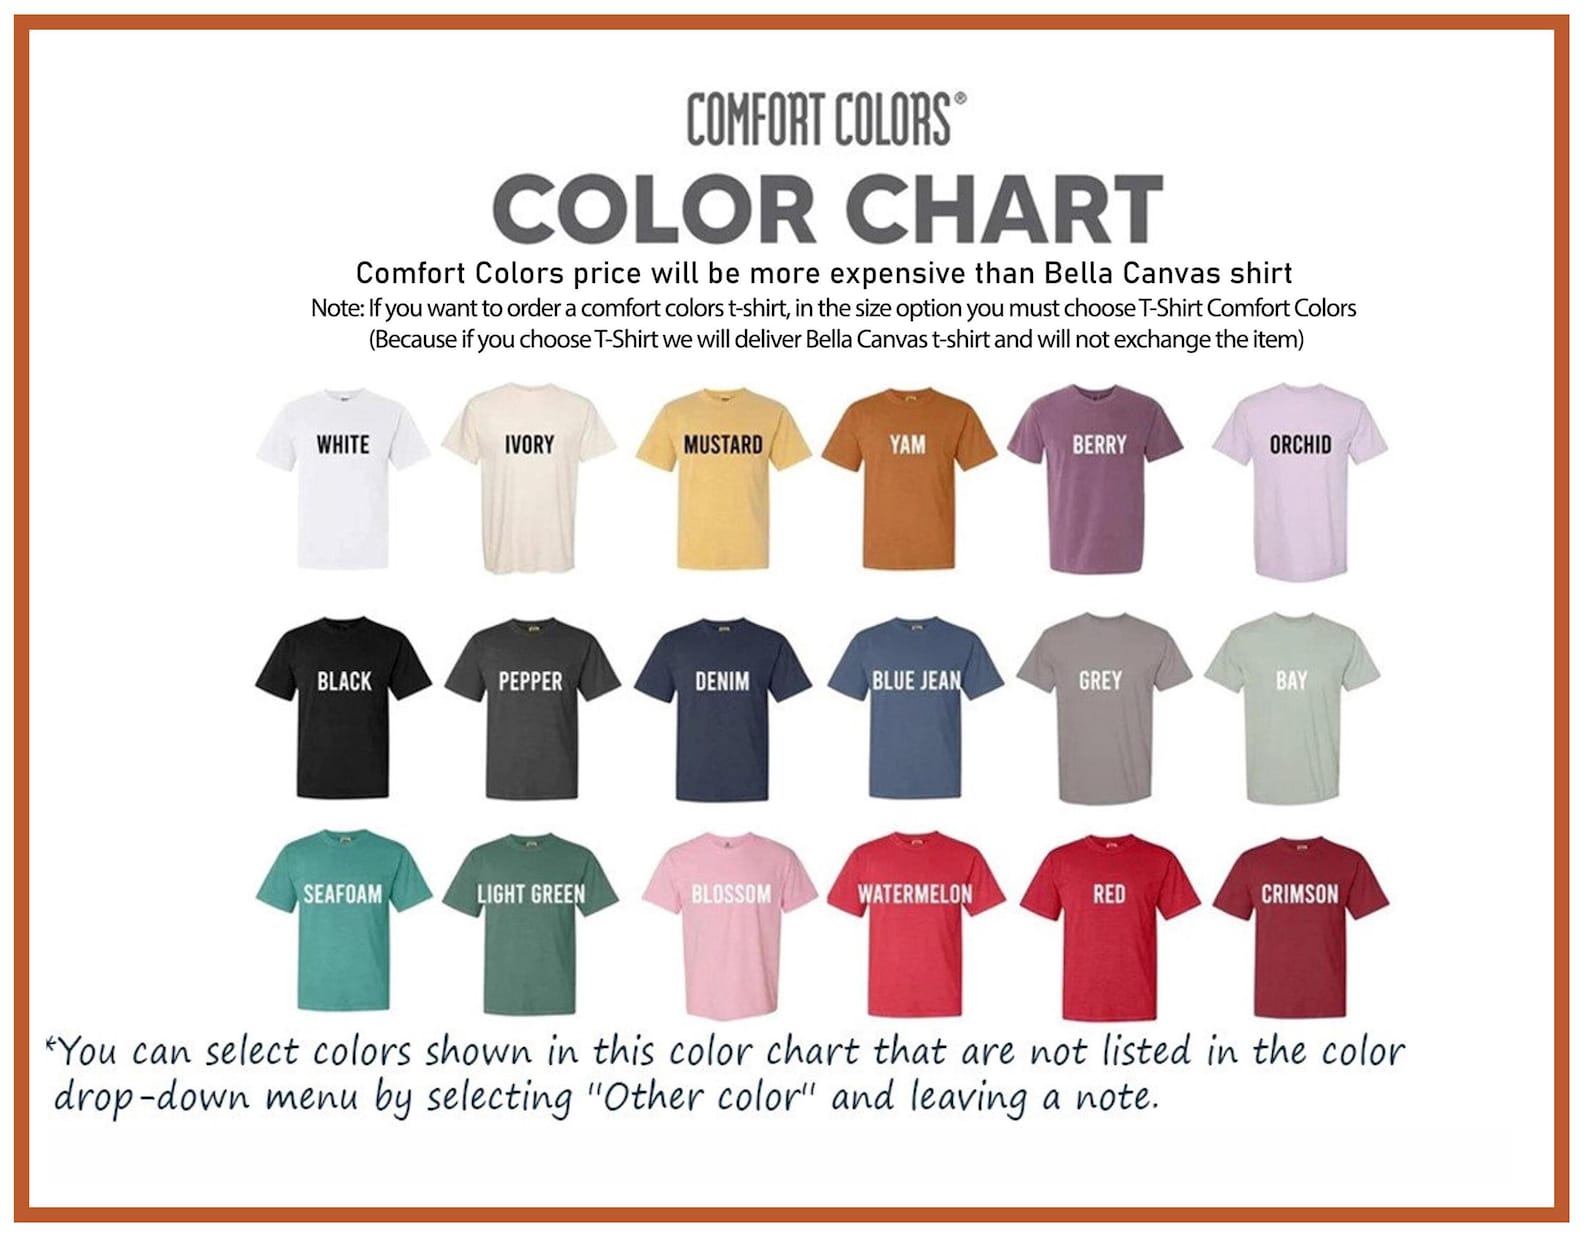 COMFORT COLORS®
COLOR CHART
Comfort Colors price will be more expensive than Bella Canvas shirt
Note: If you want to order a comfort colors t-shirt, in the size option you must choose T-Shirt Comfort Colors
(Because if you choose T-Shirt we will deliver Bella Canvas t-shirt and will not exchange the item)
WHITE
IVORY
MUSTARD
YAM
BERRY
ORCHID
BLACK
PEPPER
DENIM
BLUE JEAN
GREY
BAY
SEAFOAM
LIGHT GREEN
BLOSSOM
WATERMELON
RED
CRIMSON
*You can select colors shown in this color chart that are not listed in the color
drop-down menu by selecting "Other color" and leaving a note.